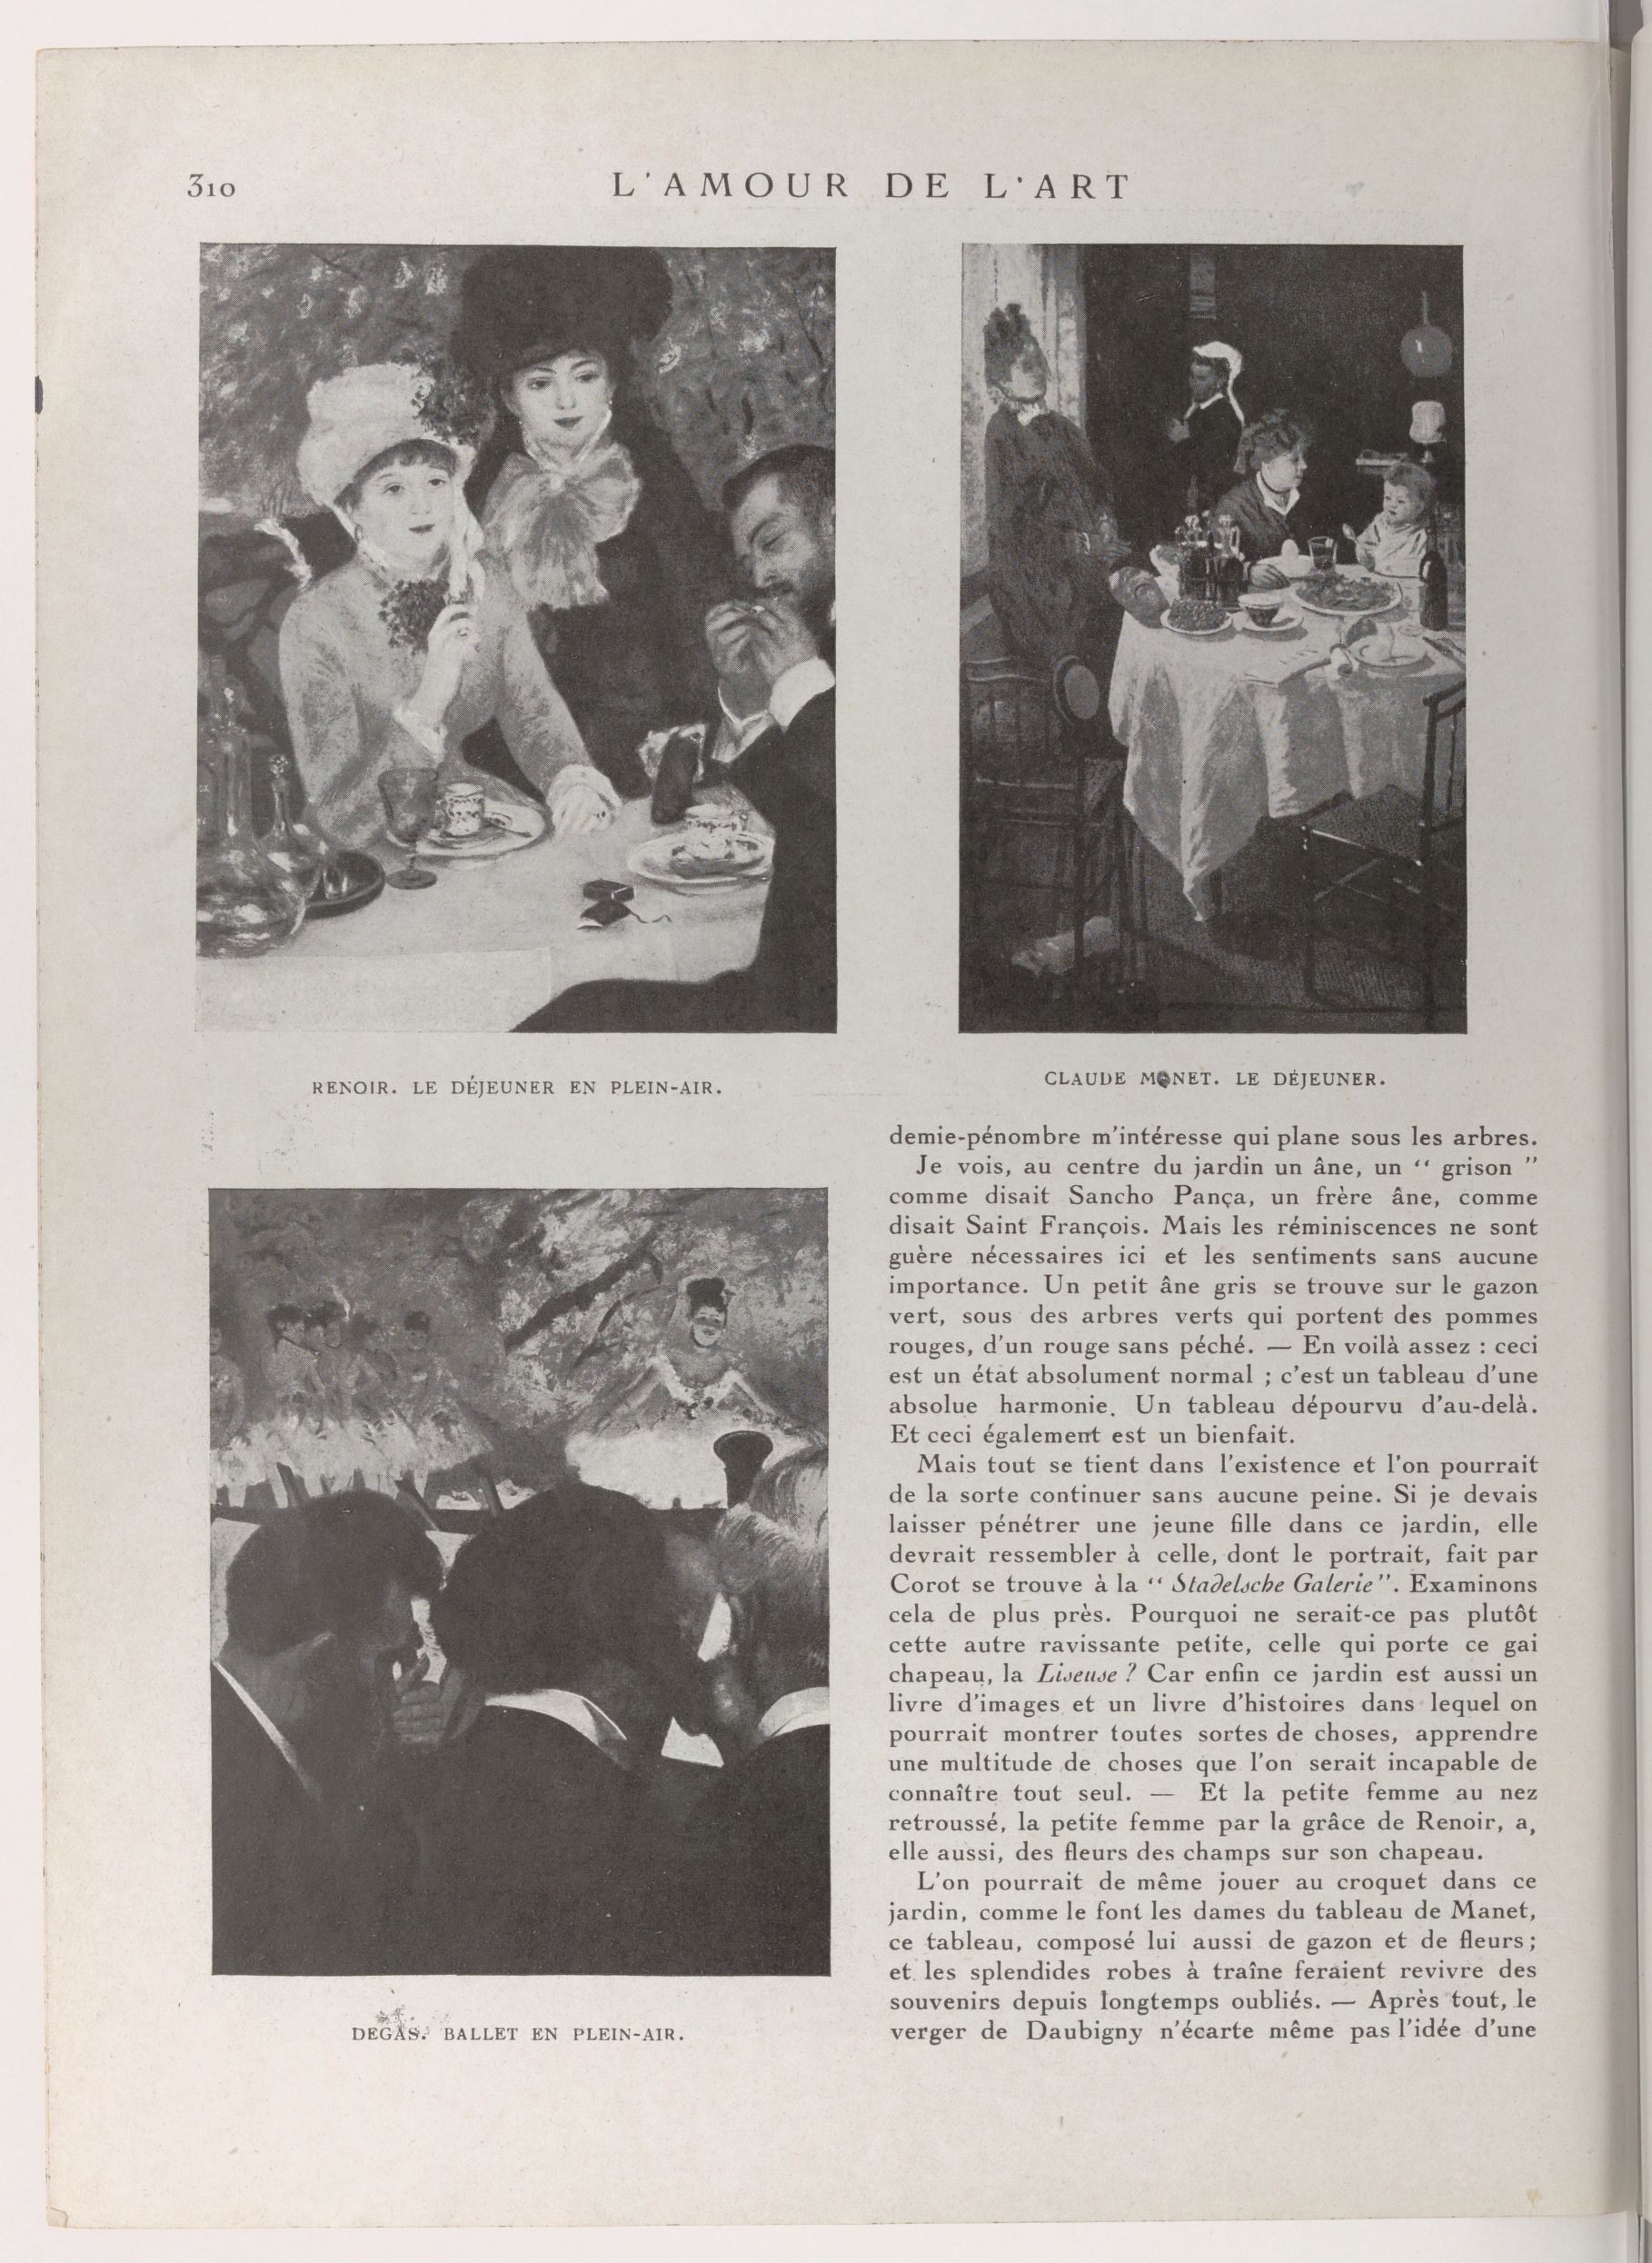 310
L'AMOUR DE L'ART
RENOIR. LE DÉJEUNER EN PLEIN-AIR.
CLAUDE MONET. LE DÉJEUNER.
DEGAS. BALLET EN PLEIN-AIR.
demie-pénombre m'intéresse qui plane sous les arbres.
Je vois, au centre du jardin un âne, un “ grison ”
comme disait Sancho Pança, un frère âne, comme
disait Saint François. Mais les réminiscences ne sont
guère nécessaires ici et les sentiments sans aucune
importance. Un petit âne gris se trouve sur le gazon
vert, sous des arbres verts qui portent des pommes
rouges, d'un rouge sans péché. — En voilà assez : ceci
est un état absolument normal ; c'est un tableau d'une
absolue harmonie. Un tableau dépourvu d'au-delà.
Et ceci également est un bienfait.
Mais tout se tient dans l'existence et l'on pourrait
de la sorte continuer sans aucune peine. Si je devais
laisser pénétrer une jeune fille dans ce jardin, elle
devrait ressembler à celle, dont le portrait, fait par
Corot se trouve à la “ Stadelsche Galerie”. Examinons
cela de plus près. Pourquoi ne serait-ce pas plutôt
cette autre ravissante petite, celle qui porte ce gai
chapeau, la Liseuse ? Car enfin ce jardin est aussi un
livre d'images et un livre d'histoires dans lequel on
pourrait montrer toutes sortes de choses, apprendre
une multitude de choses que l'on serait incapable de
connaître tout seul. — Et la petite femme au nez
retroussé, la petite femme par la grâce de Renoir, a,
elle aussi, des fleurs des champs sur son chapeau.
L'on pourrait de même jouer au croquet dans ce
jardin, comme le font les dames du tableau de Manet,
ce tableau, composé lui aussi de gazon et de fleurs ;
et les splendides robes à traîne feraient revivre des
souvenirs depuis longtemps oubliés. — Après tout, le
verger de Daubigny n'écarte même pas l'idée d'une